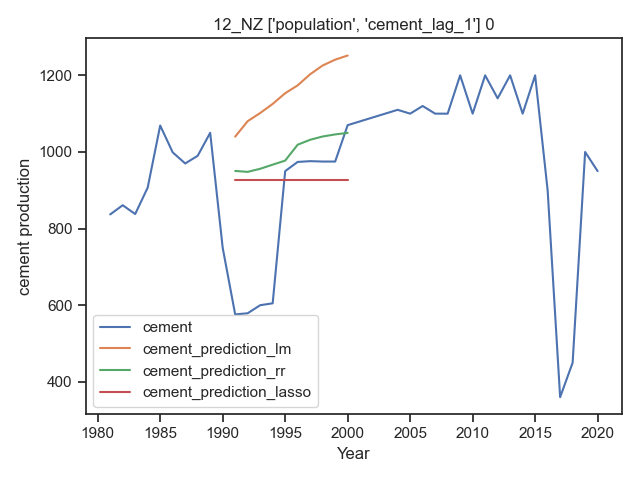 12_NZ ['population', 'cement_lag_1'] 0
cement production
1200
1000
800
600
400
cement
cement_prediction_lm
cement_prediction_rr
cement_prediction_lasso
1980 1985 1990 1995 2000 2005 2010 2015 2020
Year